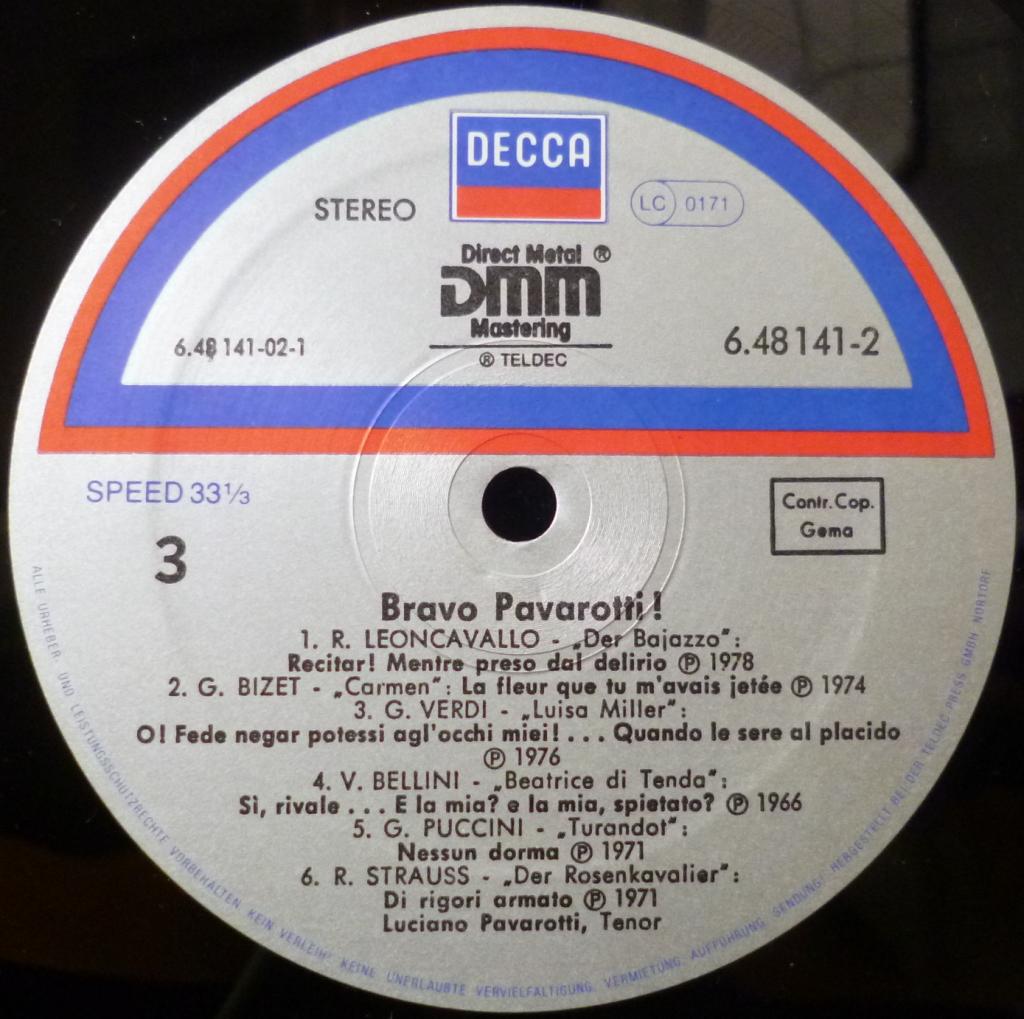 DECCA
STEREO
LC 0171
Direct Metal ®
DMM
Mastering
® TELDEC
6.48 141-02-1
6.48141-2
SPEED 33⅓
3
Contr. Cop.
Gema
Bravo Pavarotti!
1. R. LEONCAVALLO - „Der Bajazzo":
Recitar! Mentre preso dal delirio ℗ 1978
2. G. BIZET - „Carmen": La fleur que tu m'avais jetée ℗ 1974
3. G. VERDI - „Luisa Miller":
O! Fede negar potessi agl'occhi miei! ... Quando le sere al placido
℗ 1976
4. V. BELLINI - „Beatrice di Tenda":
Sì, rivale ... E la mia? e la mia, spietato? ℗ 1966
5. G. PUCCINI - „Turandot":
Nessun dorma ℗ 1971
6. R. STRAUSS - „Der Rosenkavalier":
Di rigori armato ℗ 1971
Luciano Pavarotti, Tenor
ALLE URHEBER- UND LEISTUNGSSCHUTZRECHTE VORBEHALTEN KEIN VERLEIH! KEINE UNERLAUBTE VERVIELFÄLTIGUNG, VERMIETUNG, AUFFÜHRUNG, SENDUNG! HERGESTELLT BEI DER TELDEC-PRESS GMBH NORTORF